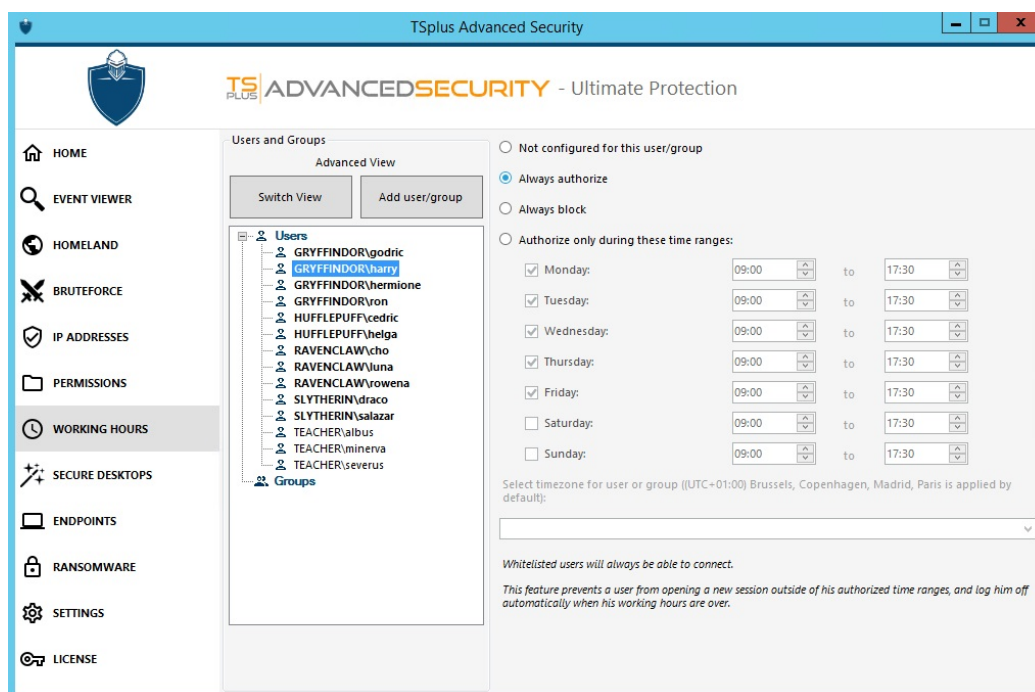 TSplus Advanced Security
TS PLUS ADVANCEDSECURITY - Ultimate Protection
HOME
EVENT VIEWER
HOMELAND
BRUTEFORCE
IP ADDRESSES
PERMISSIONS
WORKING HOURS
SECURE DESKTOPS
ENDPOINTS
RANSOMWARE
SETTINGS
LICENSE
Users and Groups
Advanced View
Switch View Add user/group
Users
GRYFFINDOR\godric
GRYFFINDOR\harry
GRYFFINDOR\hermione
GRYFFINDOR\ron
HUFFLEPUFF\cedric
HUFFLEPUFF\helga
RAVENCLAW\cho
RAVENCLAW\luna
RAVENCLAW\rowena
SLYTHERIN\draco
SLYTHERIN\salazar
TEACHER\albus
TEACHER\minerva
TEACHER\severus
Groups
Not configured for this user/group
Always authorize
Always block
Authorize only during these time ranges:
Monday: 09:00 to 17:30
Tuesday: 09:00 to 17:30
Wednesday: 09:00 to 17:30
Thursday: 09:00 to 17:30
Friday: 09:00 to 17:30
Saturday: 09:00 to 17:30
Sunday: 09:00 to 17:30
Select timezone for user or group ((UTC+01:00) Brussels, Copenhagen, Madrid, Paris is applied by
default):
Whitelisted users will always be able to connect.
This feature prevents a user from opening a new session outside of his authorized time ranges, and log him off
automatically when his working hours are over.